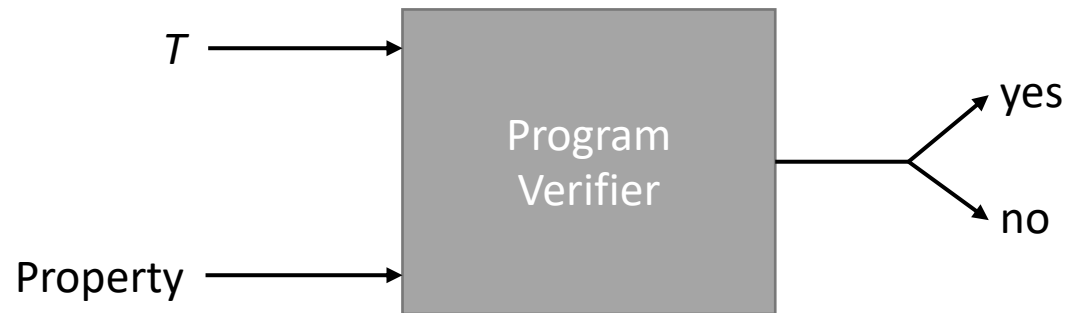 T
yes
Program
Verifier
no
Property